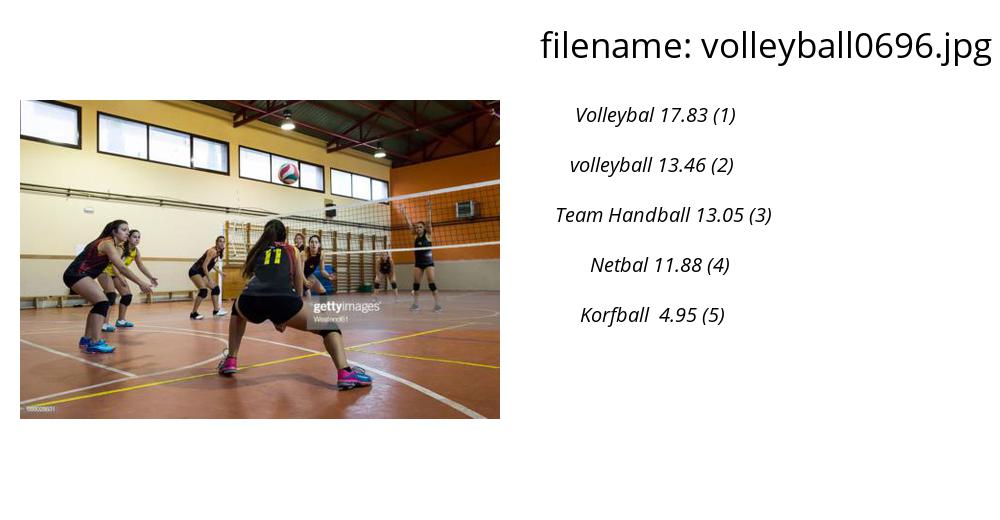 filename: volleyball0696.jpg
Volleybal 17.83 (1)
volleyball 13.46 (2)
Team Handball 13.05 (3)
Netbal 11.88 (4)
Korfball 4.95 (5)
11
gettyimages®
Westend61